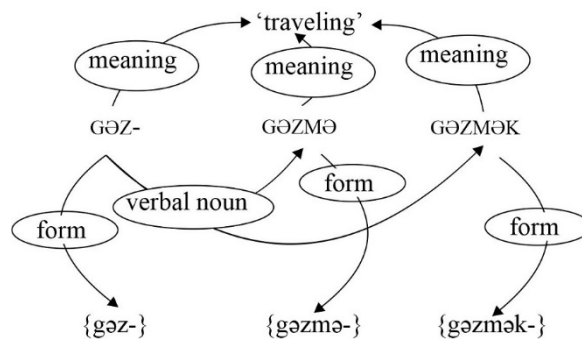 ‘traveling’
meaning meaning meaning
GƏZ- GƏZMƏ GƏZMƏK
verbal noun form
form form
{gəz-} {gəzmə-} {gəzmək-}